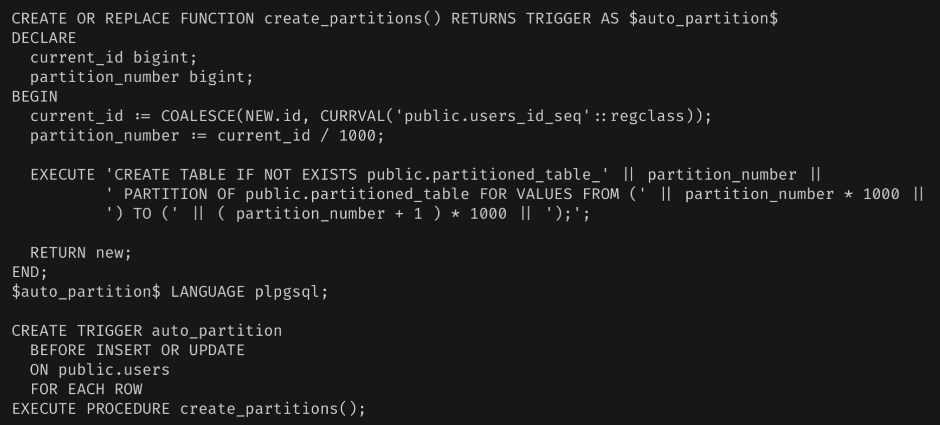 CREATE OR REPLACE FUNCTION create_partitions() RETURNS TRIGGER AS $auto_partition$
DECLARE
  current_id bigint;
  partition_number bigint;
BEGIN
  current_id := COALESCE(NEW.id, CURRVAL('public.users_id_seq'::regclass));
  partition_number := current_id / 1000;

  EXECUTE 'CREATE TABLE IF NOT EXISTS public.partitioned_table_' || partition_number ||
          ' PARTITION OF public.partitioned_table FOR VALUES FROM (' || partition_number * 1000 ||
          ') TO (' || ( partition_number + 1 ) * 1000 || ');';

  RETURN new;
END;
$auto_partition$ LANGUAGE plpgsql;

CREATE TRIGGER auto_partition
  BEFORE INSERT OR UPDATE
  ON public.users
  FOR EACH ROW
EXECUTE PROCEDURE create_partitions();